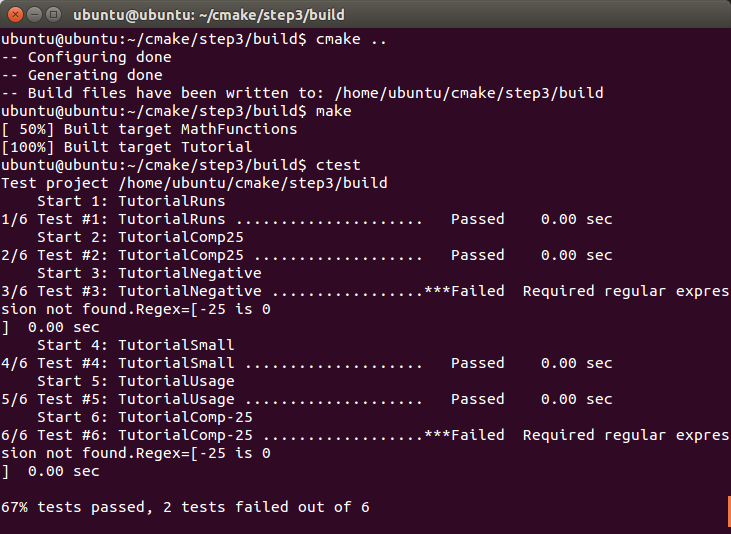 ubuntu@ubuntu: ~/cmake/step3/build
ubuntu@ubuntu:~/cmake/step3/build$ cmake ..
-- Configuring done
-- Generating done
-- Build files have been written to: /home/ubuntu/cmake/step3/build
ubuntu@ubuntu:~/cmake/step3/build$ make
[ 50%] Built target MathFunctions
[100%] Built target Tutorial
ubuntu@ubuntu:~/cmake/step3/build$ ctest
Test project /home/ubuntu/cmake/step3/build
    Start 1: TutorialRuns
1/6 Test #1: TutorialRuns .....................   Passed    0.00 sec
    Start 2: TutorialComp25
2/6 Test #2: TutorialComp25 ...................   Passed    0.00 sec
    Start 3: TutorialNegative
3/6 Test #3: TutorialNegative .................***Failed  Required regular expres
sion not found.Regex=[-25 is 0
]  0.00 sec
    Start 4: TutorialSmall
4/6 Test #4: TutorialSmall ....................   Passed    0.00 sec
    Start 5: TutorialUsage
5/6 Test #5: TutorialUsage ....................   Passed    0.00 sec
    Start 6: TutorialComp-25
6/6 Test #6: TutorialComp-25 ..................***Failed  Required regular expres
sion not found.Regex=[-25 is 0
]  0.00 sec
67% tests passed, 2 tests failed out of 6